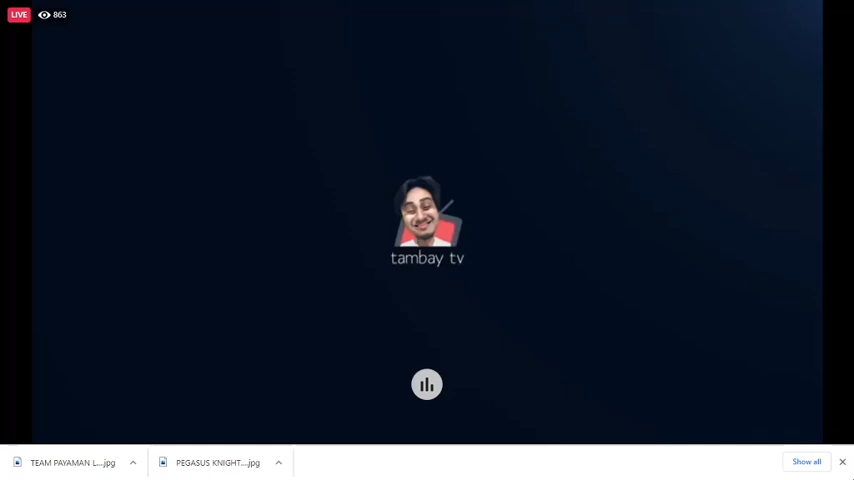 LIVE 863
tambay tv
TEAM PAYAMAN L....jpg PEGASUS KNIGHT....jpg Show all